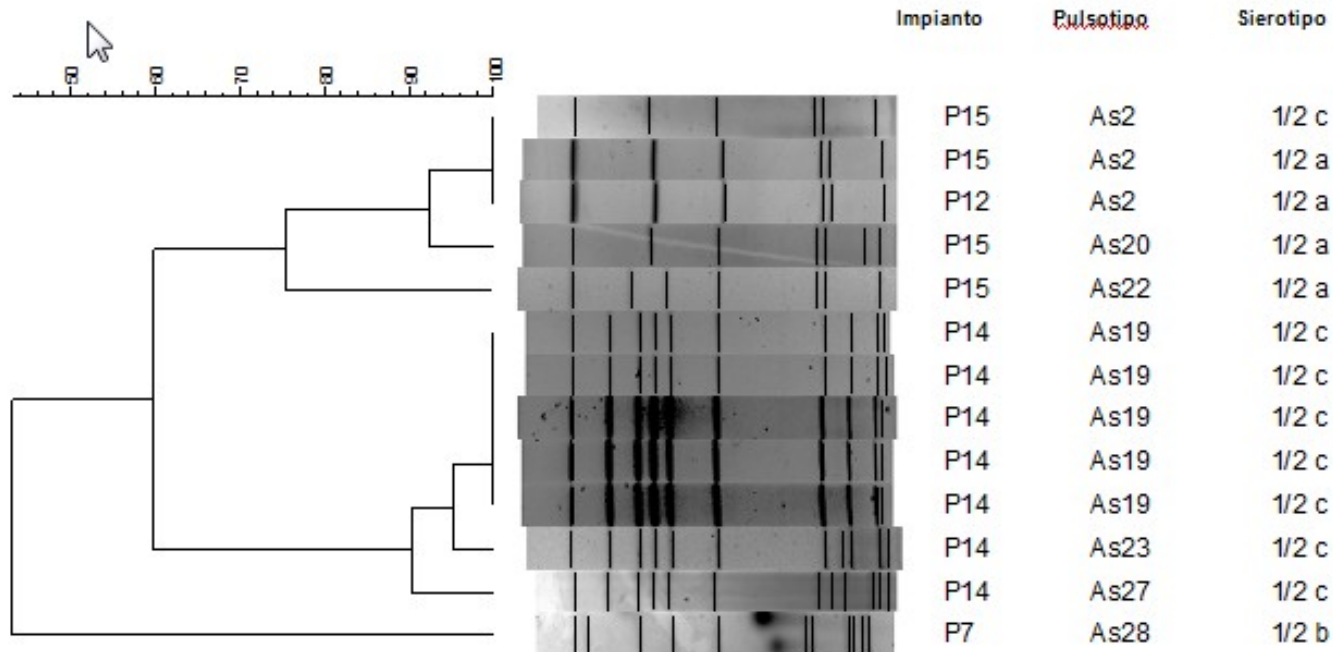 Impianto Pulsotipo Sierotipo
50 60 70 80 90 100
P15 As2 1/2 c
P15 As2 1/2 a
P12 As2 1/2 a
P15 As20 1/2 a
P15 As22 1/2 a
P14 As19 1/2 c
P14 As19 1/2 c
P14 As19 1/2 c
P14 As19 1/2 c
P14 As19 1/2 c
P14 As23 1/2 c
P14 As27 1/2 c
P7 As28 1/2 b